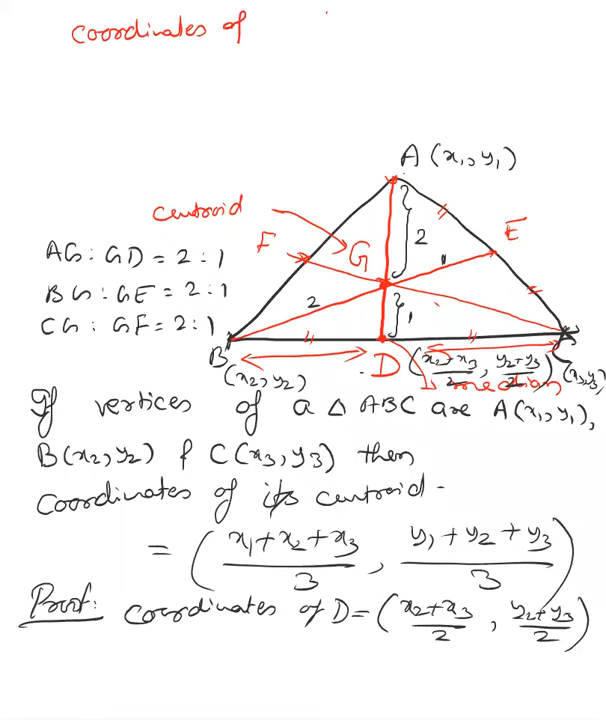 Coordinates of
A (x₁, y₁)
centroid
F
E
G
2
1
AG : GD = 2 : 1
BG : GE = 2 : 1
CG : GF = 2 : 1
2
1
B
(x₂, y₂)
D
(x₂+x₃/2, y₂+y₃/2)
median
C
(x₃, y₃)
If vertices of a △ ABC are A(x₁, y₁),
B(x₂, y₂) & C(x₃, y₃) then
Coordinates of its centroid -
= (x₁+x₂+x₃/3, y₁+y₂+y₃/3)
Proof: coordinates of D = (x₂+x₃/2, y₂+y₃/2)